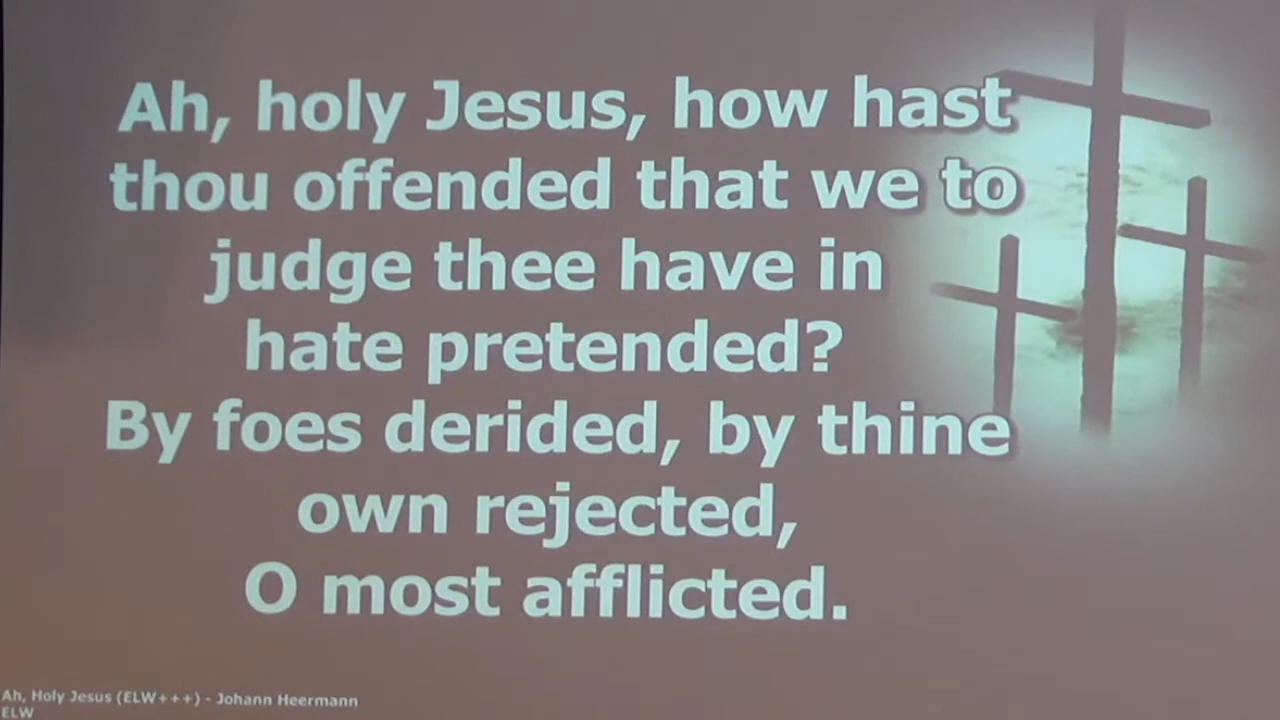 Ah, holy Jesus, how hast
thou offended that we to
judge thee have in
hate pretended?
By foes derided, by thine
own rejected,
O most afflicted.
Ah, Holy Jesus (ELW+++) - Johann Heermann
ELW